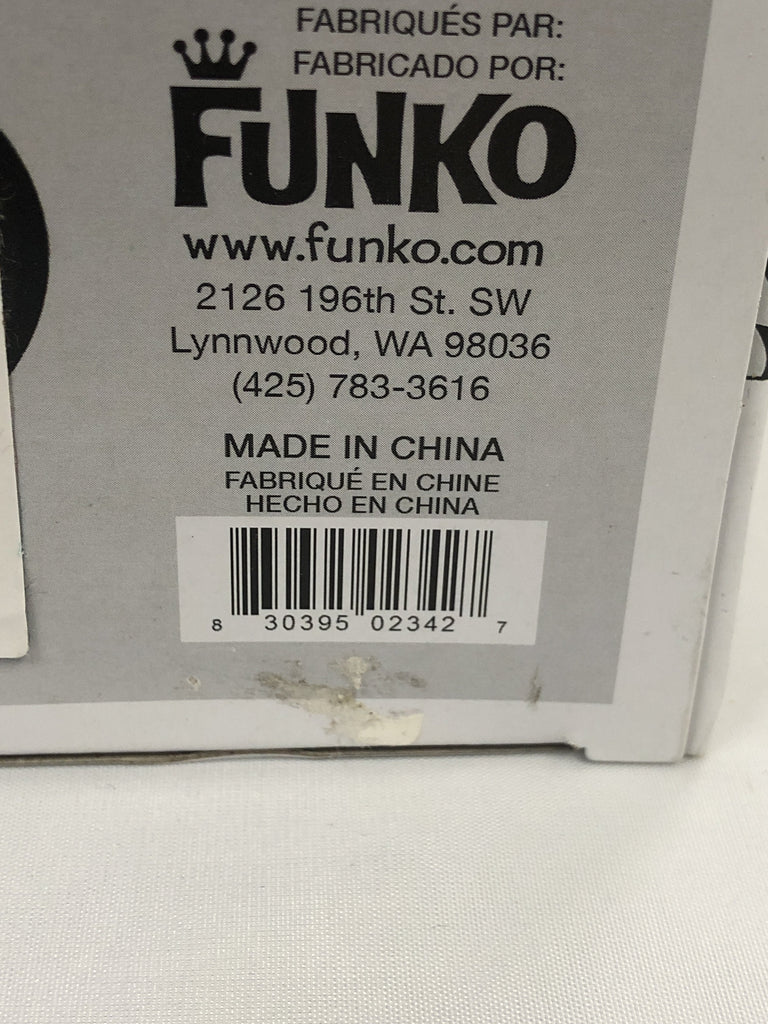 FABRIQUÉS PAR:
FABRICADO POR:
FUNKO
www.funko.com
2126 196th St. SW
Lynnwood, WA 98036
(425) 783-3616
MADE IN CHINA
FABRIQUÉ EN CHINE
HECHO EN CHINA
8 30395 02342 7